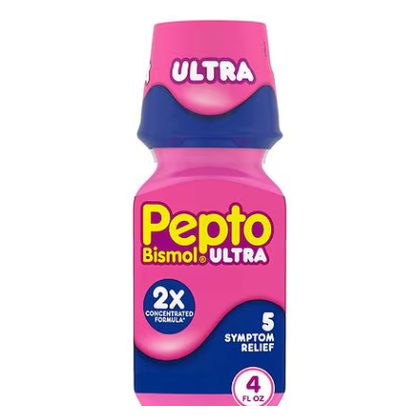 ULTRA
Pepto
Bismol® ULTRA
2X
CONCENTRATED
FORMULA*
5
SYMPTOM
RELIEF
4
FL OZ